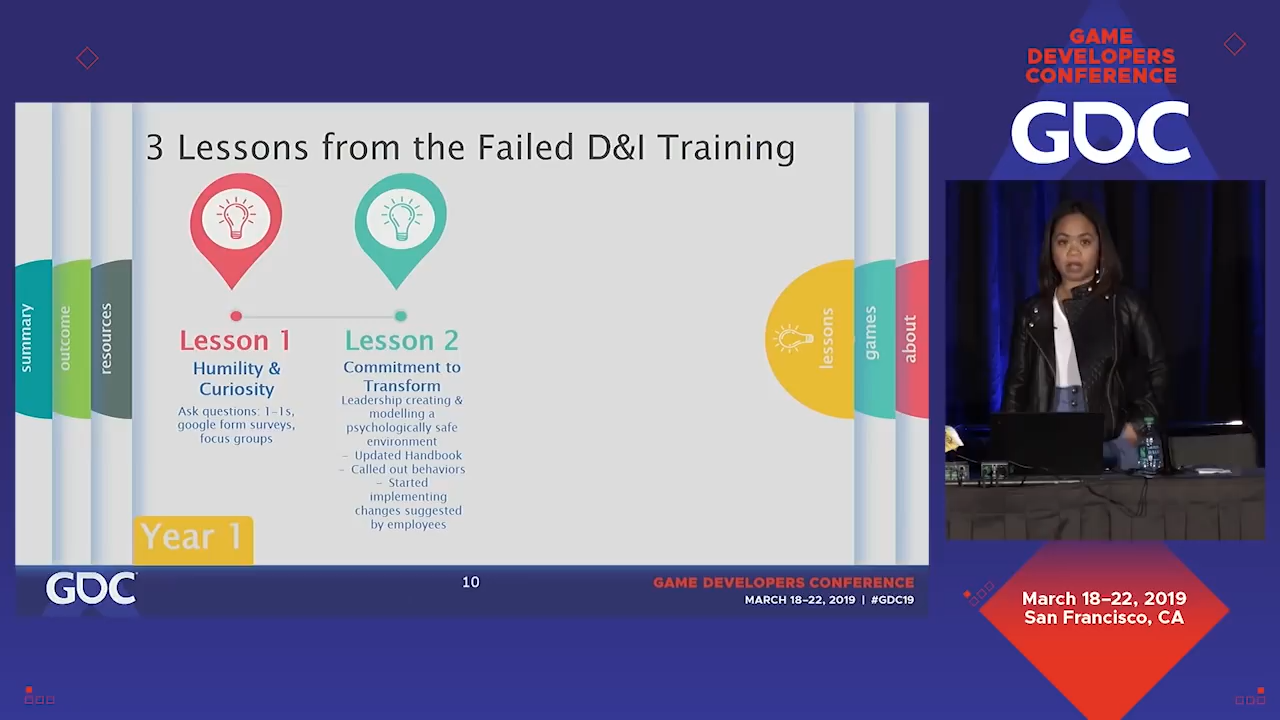 GAME
DEVELOPERS
CONFERENCE
GDC
3 Lessons from the Failed D&I Training
summary
outcome
resources
Lesson 1
Humility &
Curiosity
Ask questions: 1-1s,
google form surveys,
focus groups
Lesson 2
Commitment to
Transform
Leadership creating &
modelling a
psychologically safe
environment
- Updated Handbook
- Called out behaviors
- Started
implementing
changes suggested
by employees
lessons
games
about
Year 1
GDC
10
GAME DEVELOPERS CONFERENCE
MARCH 18-22, 2019 | #GDC19
March 18-22, 2019
San Francisco, CA